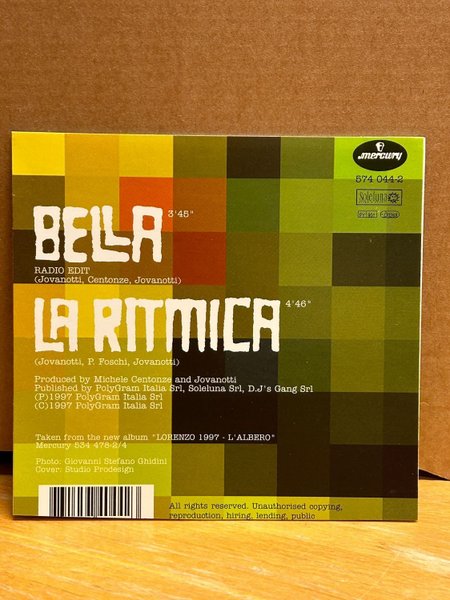 mercury
574 044-2
Soleluna
BELLA 3'45"
RADIO EDIT
(Jovanotti, Centonze, Jovanotti)
LA RITMICA 4'46"
(Jovanotti, P. Foschi, Jovanotti)
Produced by Michele Centonze and Jovanotti
Published by PolyGram Italia Srl, Soleluna Srl, D.J's Gang Srl
(P)1997 PolyGram Italia Srl
(C)1997 PolyGram Italia Srl
Taken from the new album "LORENZO 1997 - L'ALBERO"
Mercury 534 478-2/4
Photo: Giovanni Stefano Ghidini
Cover: Studio Prodesign
All rights reserved. Unauthorised copying,
reproduction, hiring, lending, public